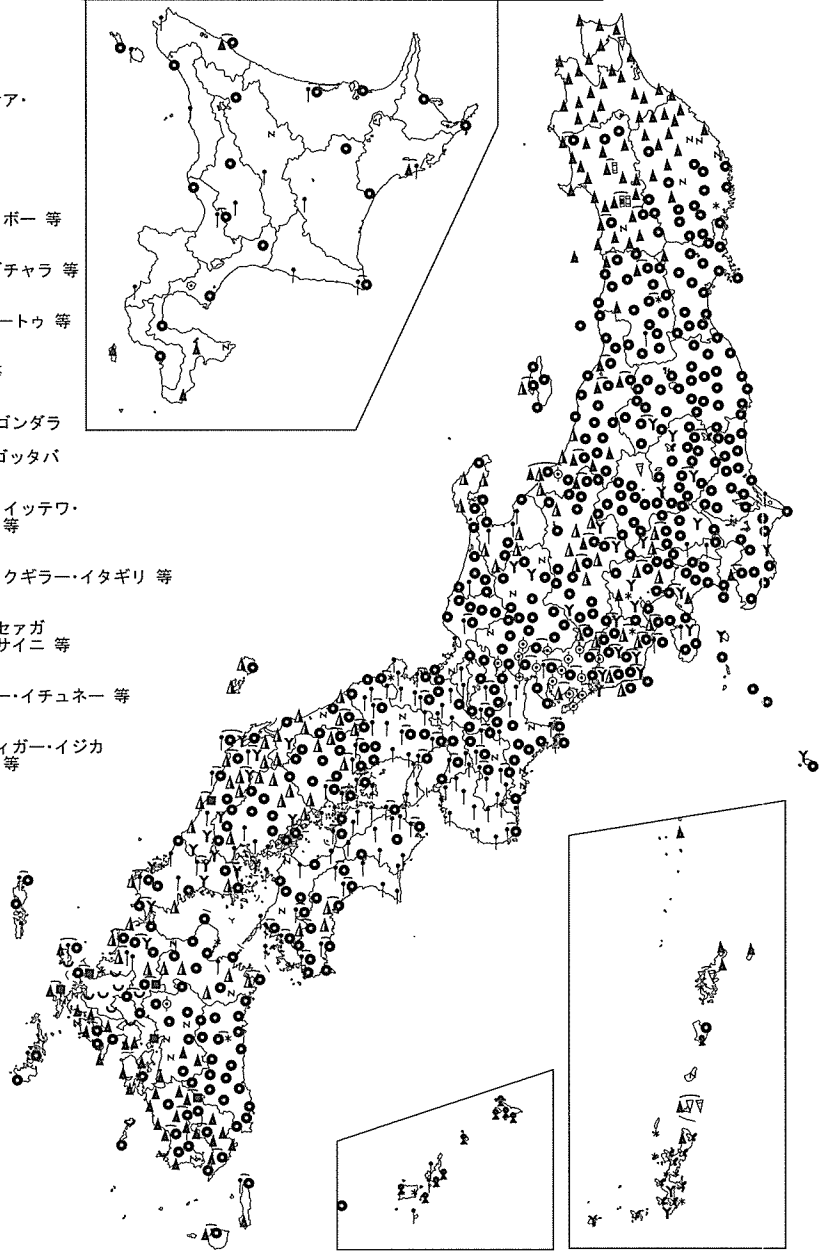 ア・
ボー 等
チャラ 等
ートゥ 等
ゴンダラ
ゴッタバ
イッテワ・
等
クギラー・イタギリ 等
セァガ
サイニ 等
ー・イチュネー 等
ィガー・イジカ
等